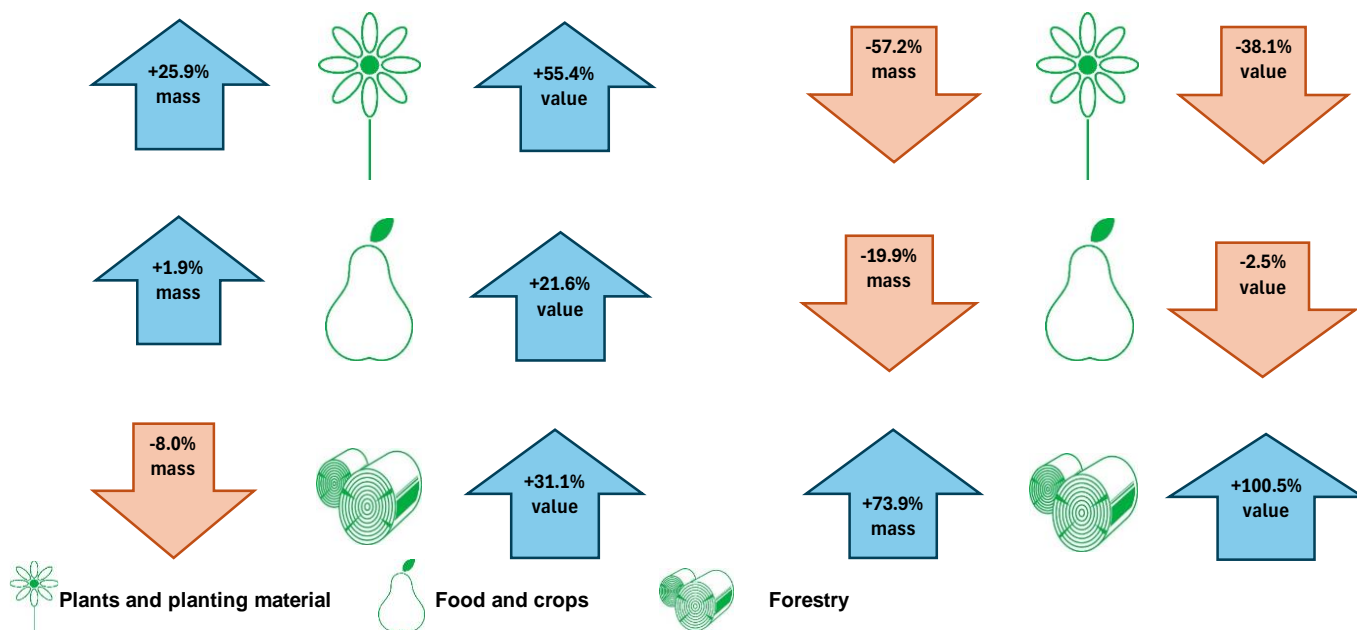 +25.9%
mass
+55.4%
value
-57.2%
mass
-38.1%
value
+1.9%
mass
+21.6%
value
-19.9%
mass
-2.5%
value
-8.0%
mass
+31.1%
value
+73.9%
mass
+100.5%
value
Plants and planting material
Food and crops
Forestry